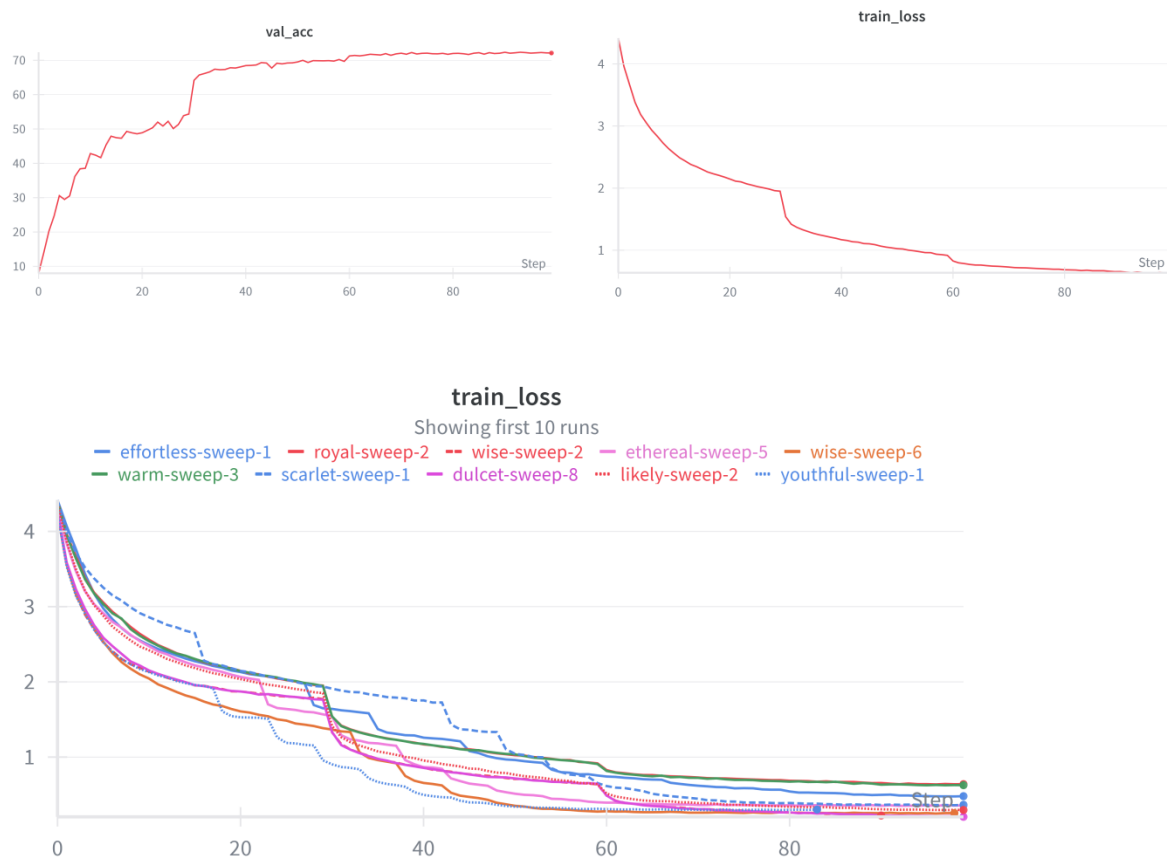 val_acc
70
60
50
40
30
20
10
Step
0 20 40 60 80
train_loss
4
3
2
1
Step
0 20 40 60 80
train_loss
Showing first 10 runs
effortless-sweep-1 royal-sweep-2 wise-sweep-2 ethereal-sweep-5 wise-sweep-6
warm-sweep-3 scarlet-sweep-1 dulcet-sweep-8 likely-sweep-2 youthful-sweep-1
4
3
2
1
Step
0 20 40 60 80